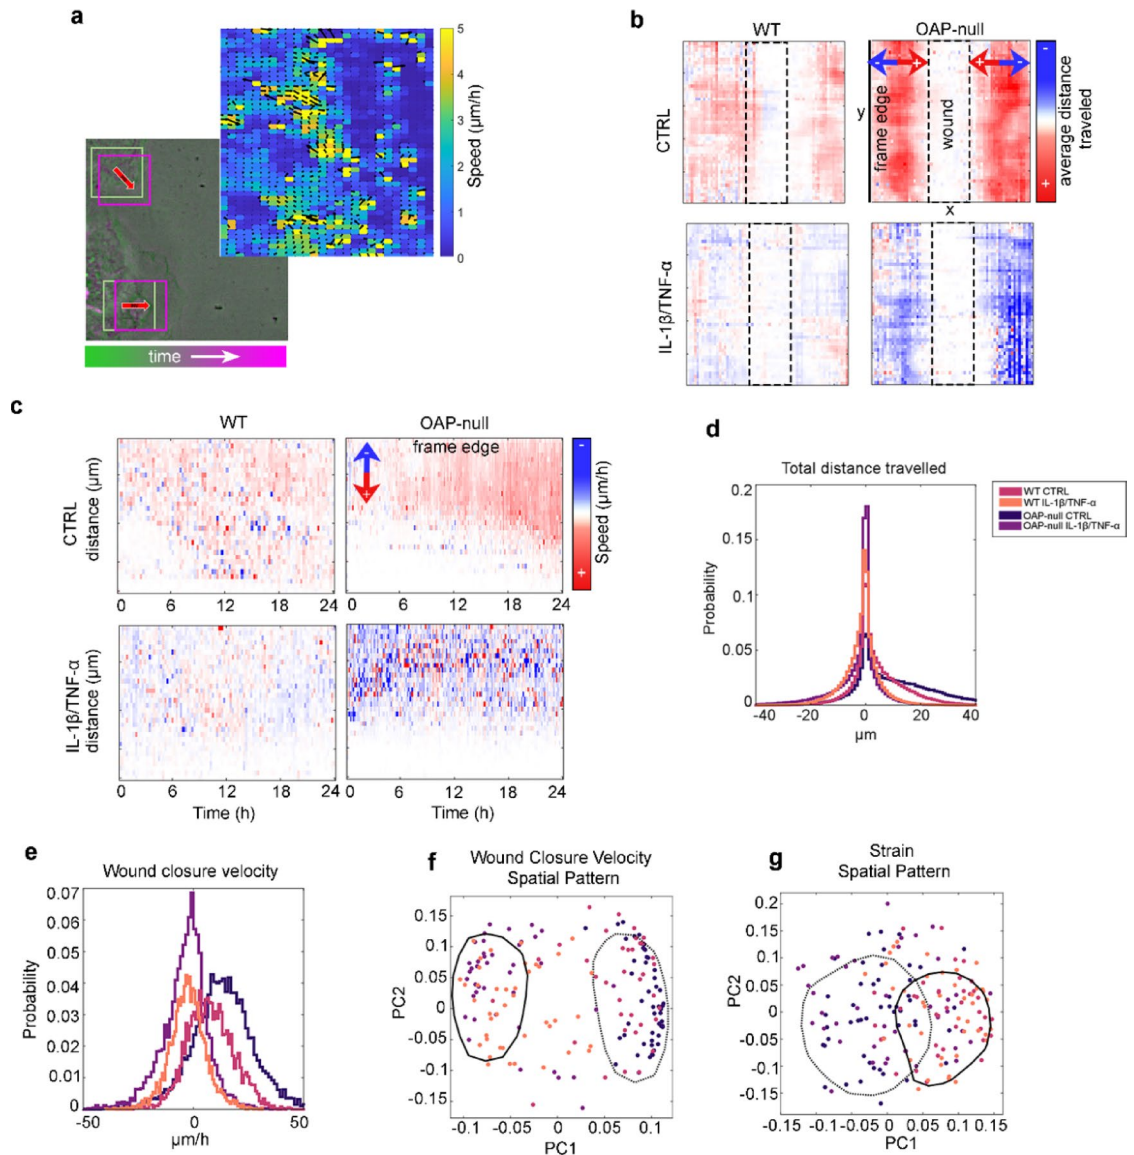 a
5
4
3
2
1
0
Speed (µm/h)
time
b
WT
OAP-null
CTRL
IL-1β/TNF-α
frame edge
wound
y
x
-
+
-
+
+
-
-
+
average distance
traveled
c
WT
OAP-null
frame edge
CTRL
distance (µm)
-
+
-
+
Speed (µm/h)
0 6 12 18 24
0 6 12 18 24
IL-1β/TNF-α
distance (µm)
0 6 12 18 24
0 6 12 18 24
Time (h)
Time (h)
d
Total distance travelled
0.2
0.15
0.1
0.05
0
Probability
-40 -20 0 20 40
µm
WT CTRL
WT IL-1β/TNF-α
OAP-null CTRL
OAP-null IL-1β/TNF-α
e
Wound closure velocity
0.07
0.06
0.05
0.04
0.03
0.02
0.01
0
Probability
-50 0 50
µm/h
f
Wound Closure Velocity
Spatial Pattern
0.15
0.1
0.05
0
-0.05
-0.1
-0.15
PC2
-0.1 -0.05 0 0.05 0.1
PC1
g
Strain
Spatial Pattern
0.2
0.15
0.1
0.05
0
-0.05
-0.1
-0.15
PC2
-0.15 -0.1 -0.05 0 0.05 0.1 0.15
PC1